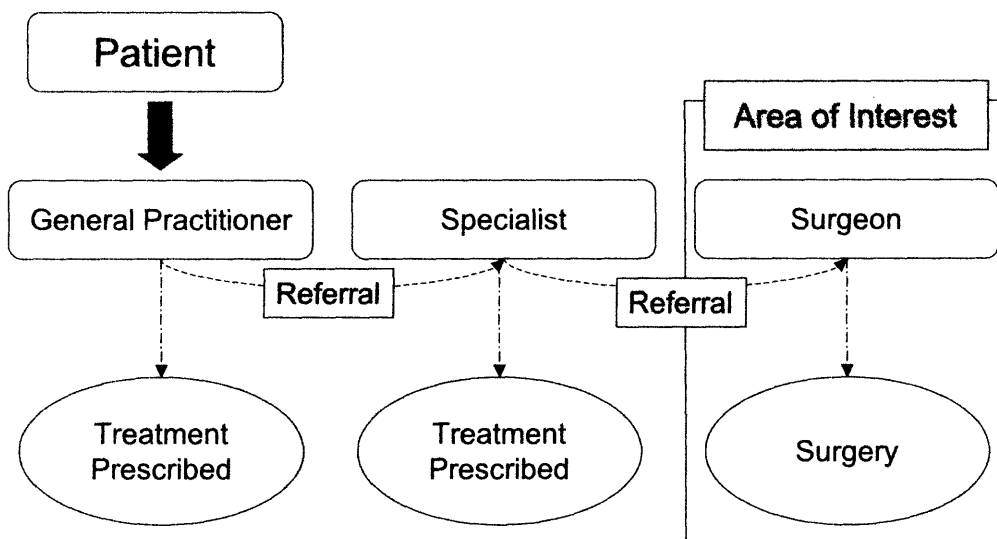 Patient
Area of Interest
General Practitioner
Specialist
Surgeon
Referral
Referral
Treatment
Prescribed
Treatment
Prescribed
Surgery